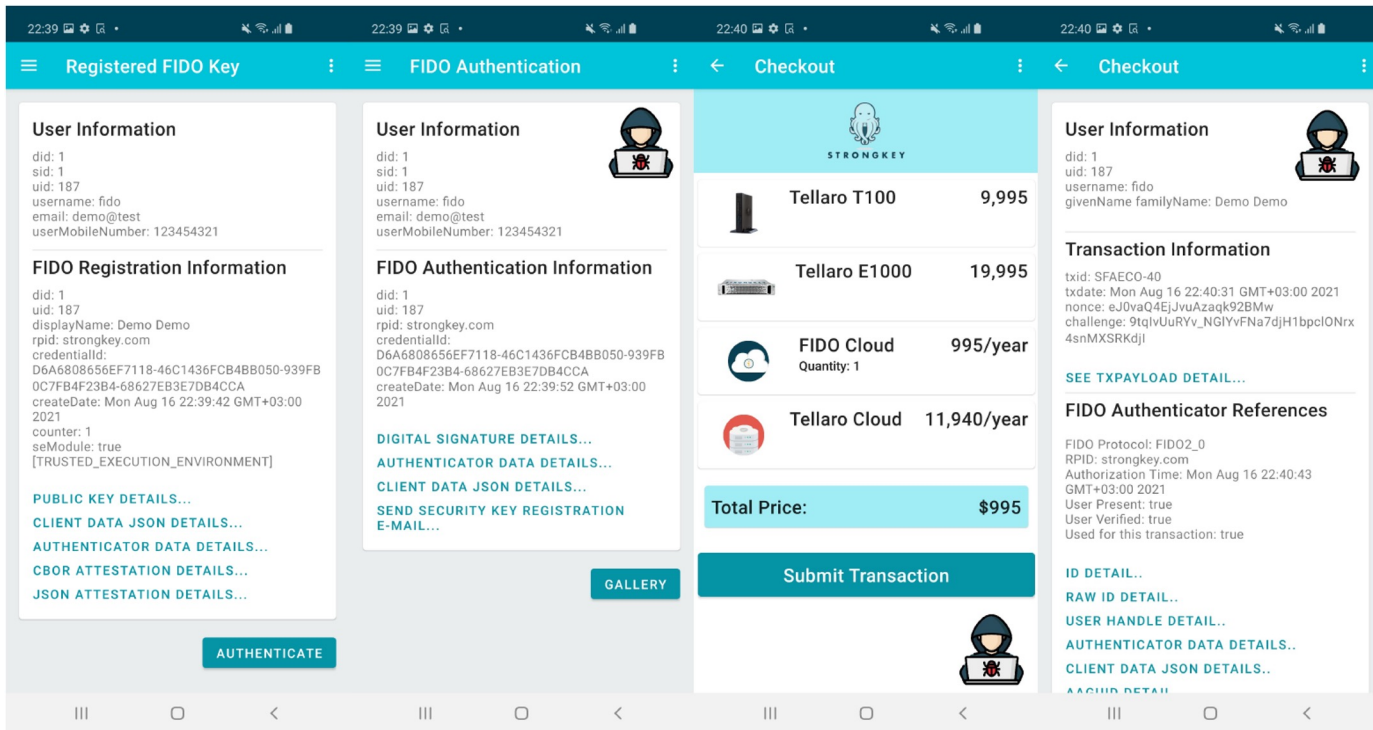 22:39
Registered FIDO Key
User Information
did: 1
sid: 1
uid: 187
username: fido
email: demo@test
userMobileNumber: 123454321
FIDO Registration Information
did: 1
uid: 187
displayName: Demo Demo
rpid: strongkey.com
credentialId:
D6A6808656EF7118-46C1436FCB4BB050-939FB
0C7FB4F23B4-68627EB3E7DB4CCA
createDate: Mon Aug 16 22:39:42 GMT+03:00
2021
counter: 1
seModule: true
[TRUSTED_EXECUTION_ENVIRONMENT]
PUBLIC KEY DETAILS...
CLIENT DATA JSON DETAILS...
AUTHENTICATOR DATA DETAILS...
CBOR ATTESTATION DETAILS...
JSON ATTESTATION DETAILS...
AUTHENTICATE
22:39
FIDO Authentication
User Information
did: 1
sid: 1
uid: 187
username: fido
email: demo@test
userMobileNumber: 123454321
FIDO Authentication Information
did: 1
uid: 187
rpid: strongkey.com
credentialId:
D6A6808656EF7118-46C1436FCB4BB050-939FB
0C7FB4F23B4-68627EB3E7DB4CCA
createDate: Mon Aug 16 22:39:52 GMT+03:00
2021
DIGITAL SIGNATURE DETAILS...
AUTHENTICATOR DATA DETAILS...
CLIENT DATA JSON DETAILS...
SEND SECURITY KEY REGISTRATION
E-MAIL...
GALLERY
22:40
Checkout
STRONGKEY
Tellaro T100 9,995
Tellaro E1000 19,995
FIDO Cloud 995/year
Quantity: 1
Tellaro Cloud 11,940/year
Total Price: $995
Submit Transaction
22:40
Checkout
User Information
did: 1
uid: 187
username: fido
givenName familyName: Demo Demo
Transaction Information
txid: SFAECO-40
txdate: Mon Aug 16 22:40:31 GMT+03:00 2021
nonce: eJ0vaQ4EjJvuAzaqk92BMw
challenge: 9tqIvUuRYv_NGlYvFNa7djH1bpclONrx
4snMXSRKdjI
SEE TXPAYLOAD DETAIL...
FIDO Authenticator References
FIDO Protocol: FIDO2_0
RPID: strongkey.com
Authorization Time: Mon Aug 16 22:40:43
GMT+03:00 2021
User Present: true
User Verified: true
Used for this transaction: true
ID DETAIL..
RAW ID DETAIL..
USER HANDLE DETAIL..
AUTHENTICATOR DATA DETAILS..
CLIENT DATA JSON DETAILS..
AAGUID DETAIL